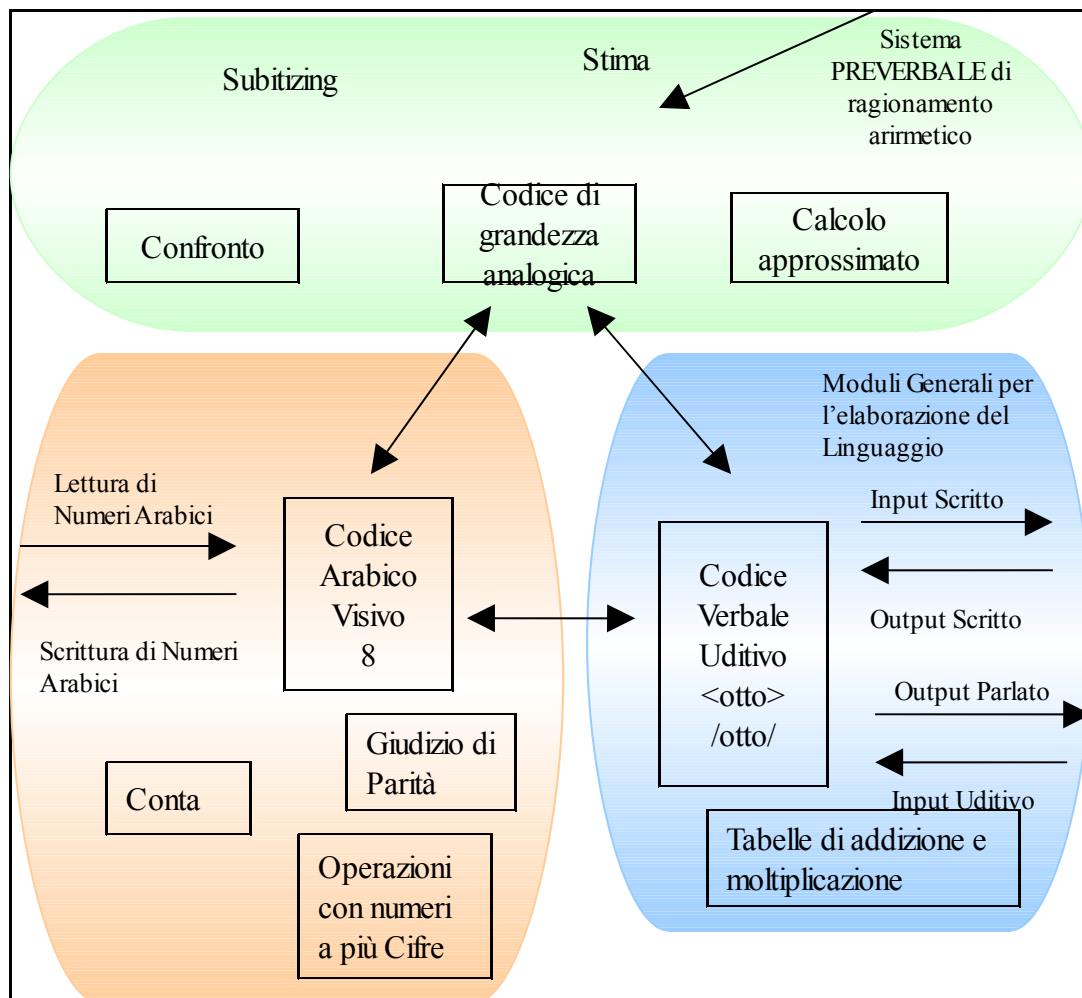 Subitizing
Stima
Sistema
PREVERBALE di
ragionamento
arirmetico
Confronto
Codice di
grandezza
analogica
Calcolo
approssimato
Lettura di
Numeri Arabici
Scrittura di Numeri
Arabici
Codice
Arabico
Visivo
8
Giudizio di
Parità
Conta
Operazioni
con numeri
a più Cifre
Moduli Generali per
l’elaborazione del
Linguaggio
Input Scritto
Codice
Verbale
Uditivo
<otto>
/otto/
Output Scritto
Output Parlato
Input Uditivo
Tabelle di addizione e
moltiplicazione